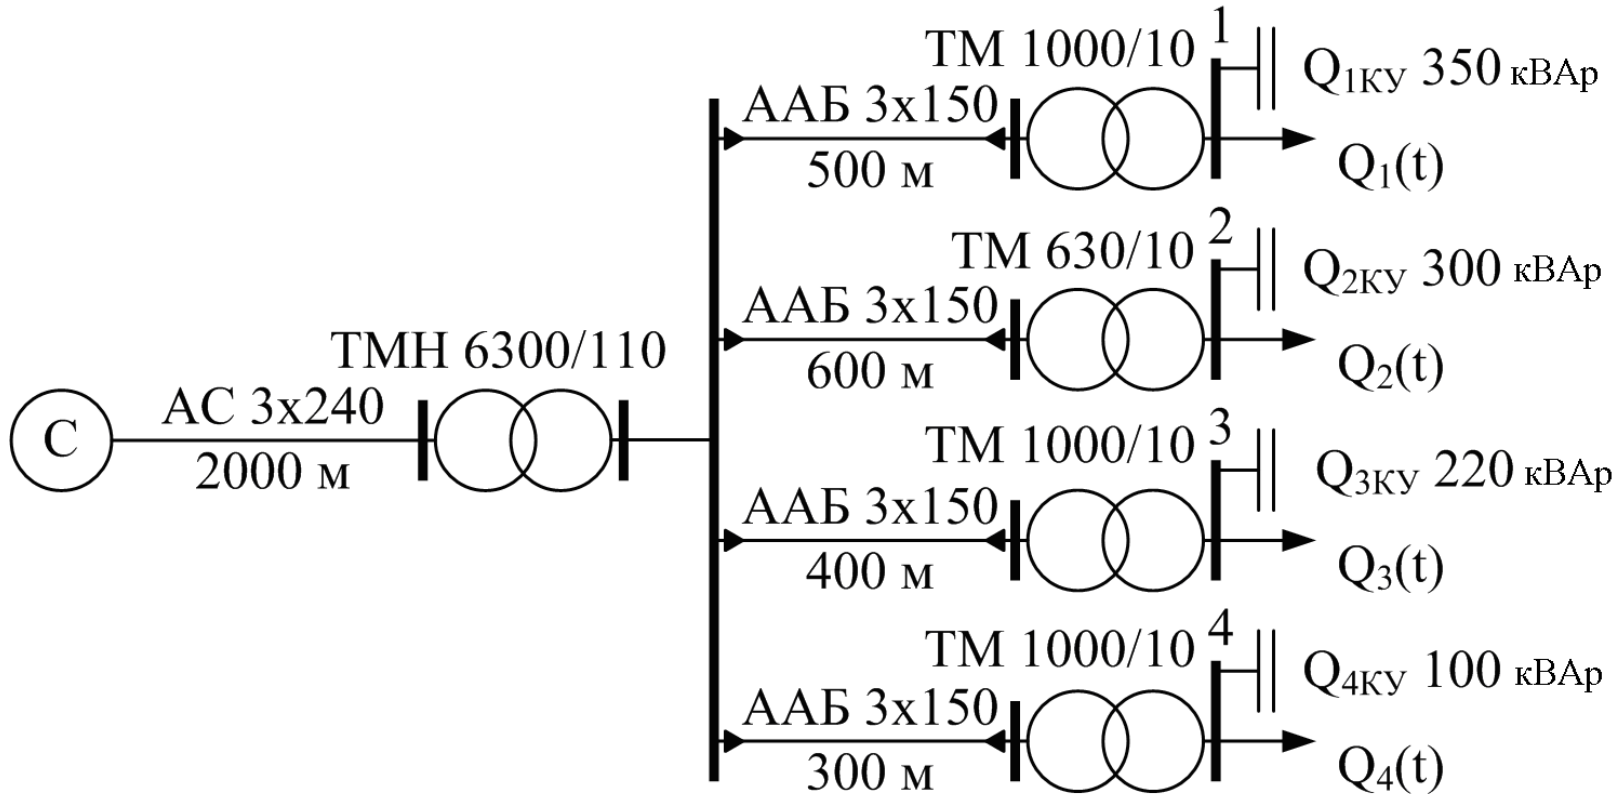 С
АС 3х240
2000 м
ТМН 6300/110
ААБ 3х150
500 м
ТМ 1000/10
1
Q1КУ 350 кВАр
Q1(t)
ААБ 3х150
600 м
ТМ 630/10
2
Q2КУ 300 кВАр
Q2(t)
ААБ 3х150
400 м
ТМ 1000/10
3
Q3КУ 220 кВАр
Q3(t)
ААБ 3х150
300 м
ТМ 1000/10
4
Q4КУ 100 кВАр
Q4(t)